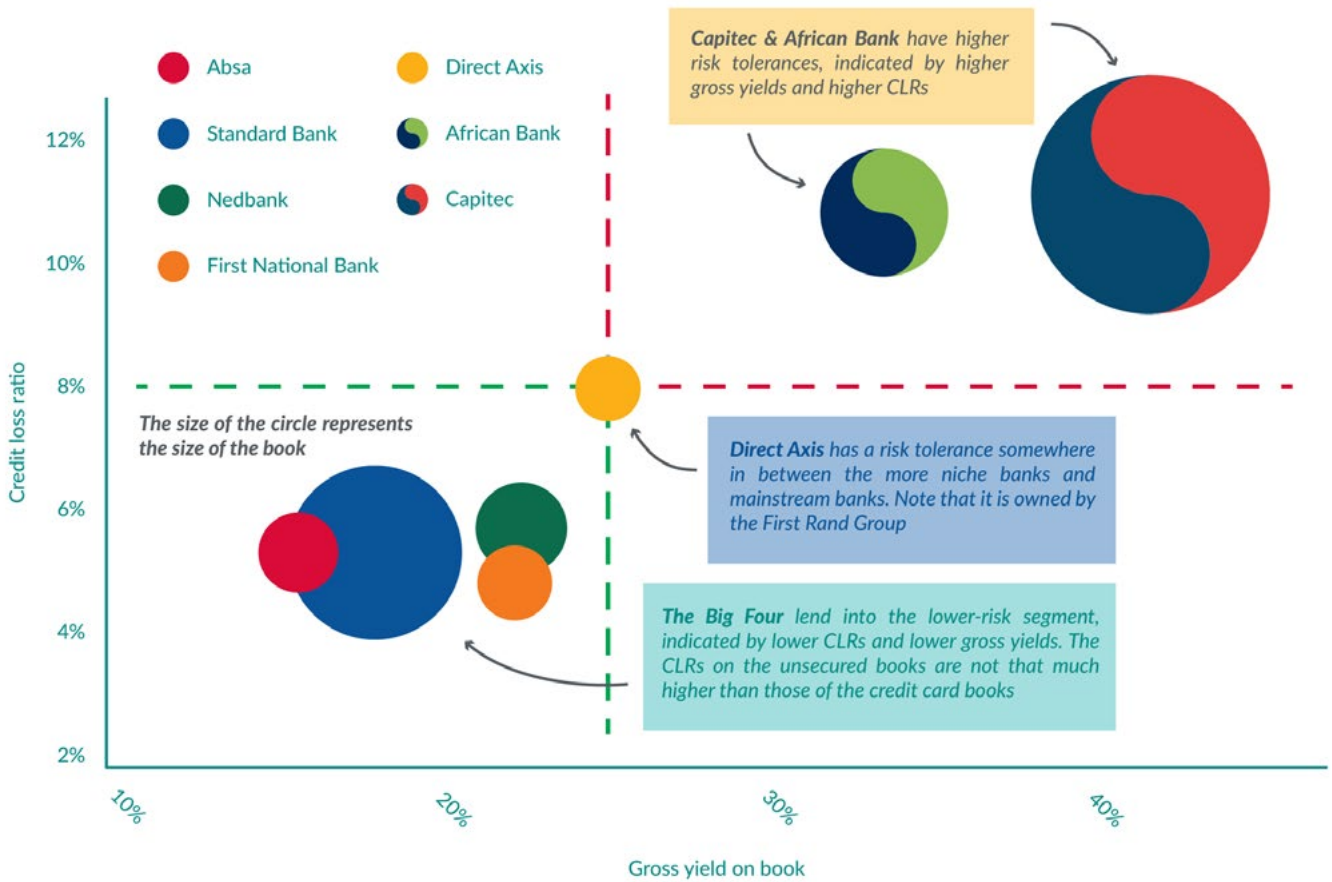 Absa
Standard Bank
Nedbank
First National Bank
Direct Axis
African Bank
Capitec
Capitec & African Bank have higher
risk tolerances, indicated by higher
gross yields and higher CLRs
12%
10%
8%
6%
4%
2%
Credit loss ratio
The size of the circle represents
the size of the book
Direct Axis has a risk tolerance somewhere
in between the more niche banks and
mainstream banks. Note that it is owned by
the First Rand Group
The Big Four lend into the lower-risk segment,
indicated by lower CLRs and lower gross yields. The
CLRs on the unsecured books are not that much
higher than those of the credit card books
10%
20%
30%
40%
Gross yield on book